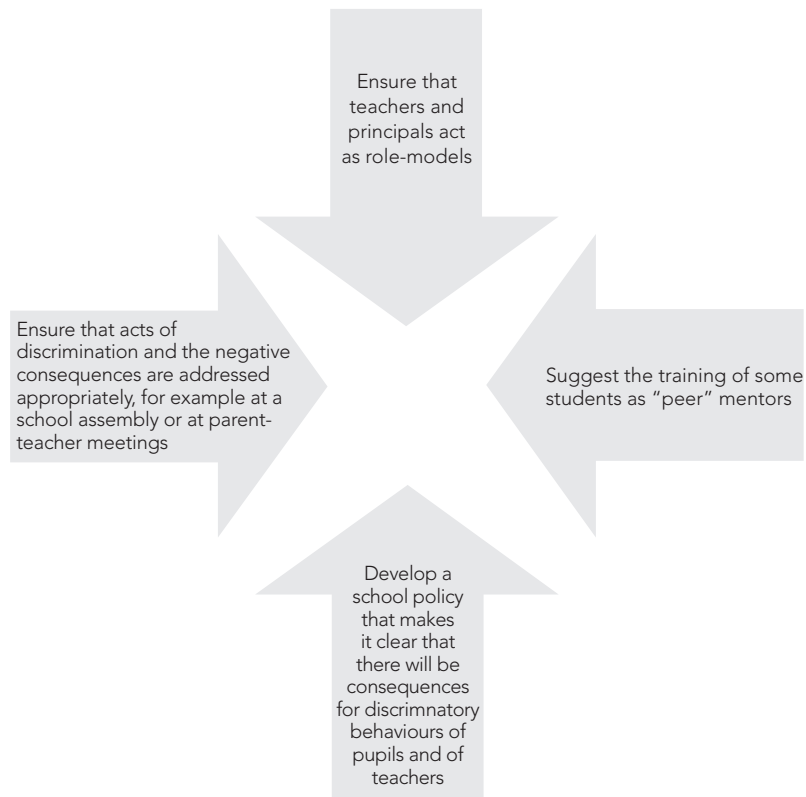 Ensure that
teachers and
principals act
as role-models
Ensure that acts of
discrimination and the negative
consequences are addressed
appropriately, for example at a
school assembly or at parent-
teacher meetings
Suggest the training of some
students as “peer” mentors
Develop a
school policy
that makes
it clear that
there will be
consequences
for discrimnatory
behaviours of
pupils and of
teachers